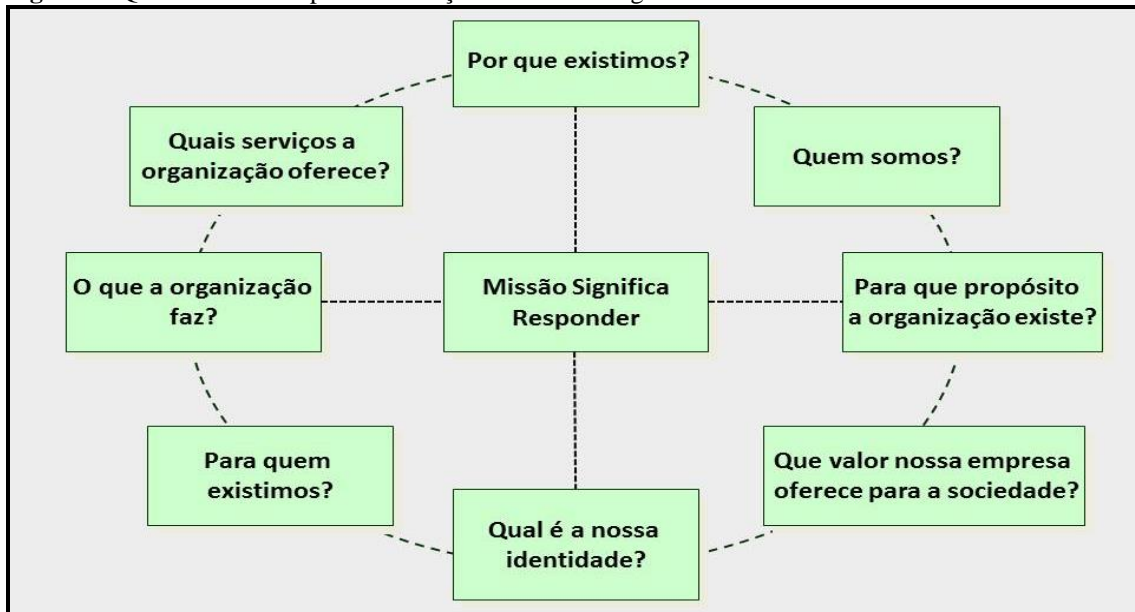 Por que existimos?
Quais serviços a
organização oferece?
Quem somos?
O que a organização
faz?
Missão Significa
Responder
Para que propósito
a organização existe?
Para quem
existimos?
Que valor nossa empresa
oferece para a sociedade?
Qual é a nossa
identidade?